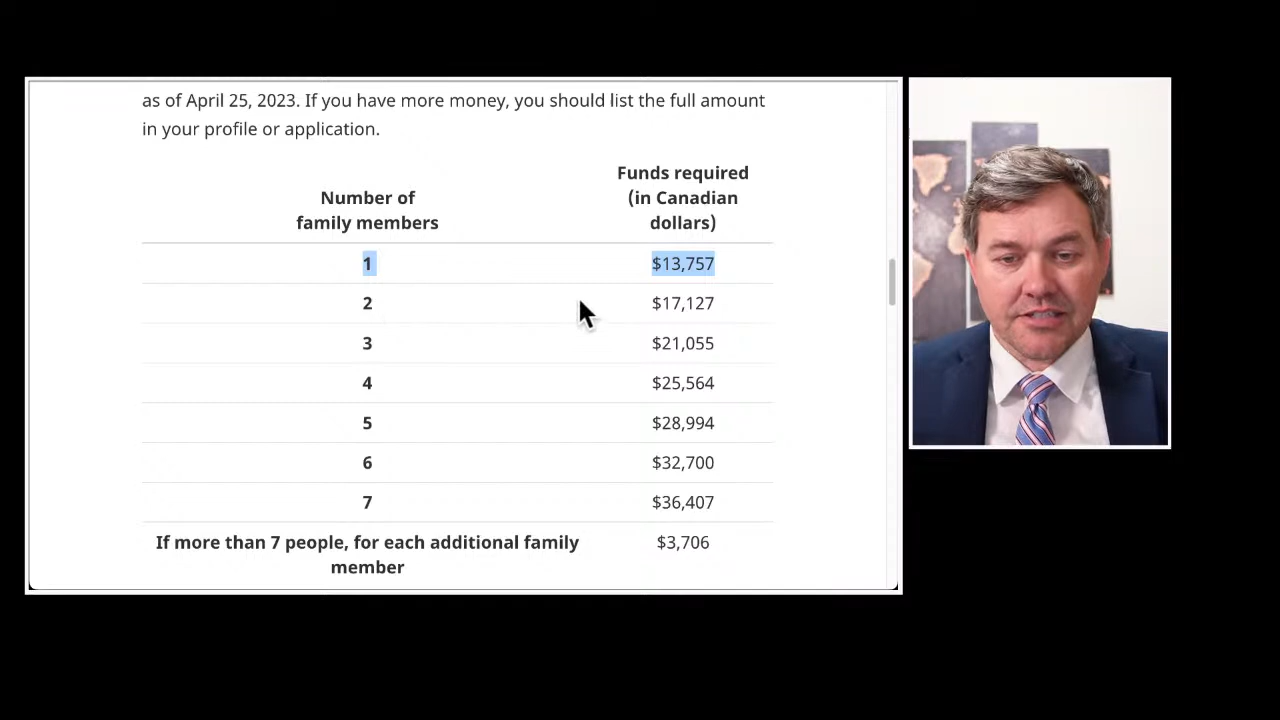 as of April 25, 2023. If you have more money, you should list the full amount
in your profile or application.
Number of
family members
Funds required
(in Canadian
dollars)
1 $13,757
2 $17,127
3 $21,055
4 $25,564
5 $28,994
6 $32,700
7 $36,407
If more than 7 people, for each additional family
member
$3,706